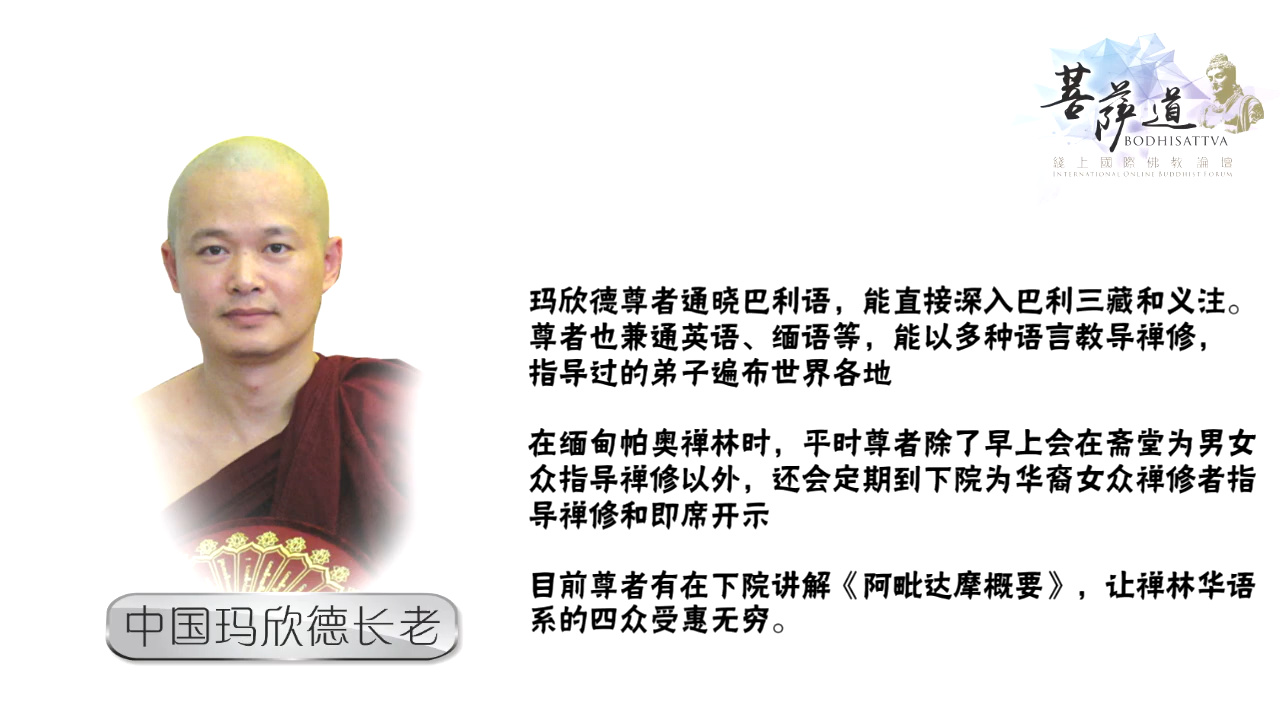 菩萨道
BODHISATTVA
錢上國際佛教論壇
INTERNATIONAL ONLINE BUDDHIST FORUM
玛欣德尊者通晓巴利语，能直接深入巴利三藏和义注。
尊者也兼通英语、缅语等，能以多种语言教导禅修，
指导过的弟子遍布世界各地
在缅甸帕奥禅林时，平时尊者除了早上会在斋堂为男女
众指导禅修以外，还会定期到下院为华裔女众禅修者指
导禅修和即席开示
目前尊者有在下院讲解《阿毗达摩概要》，让禅林华语
系的四众受惠无穷。
中国玛欣德长老